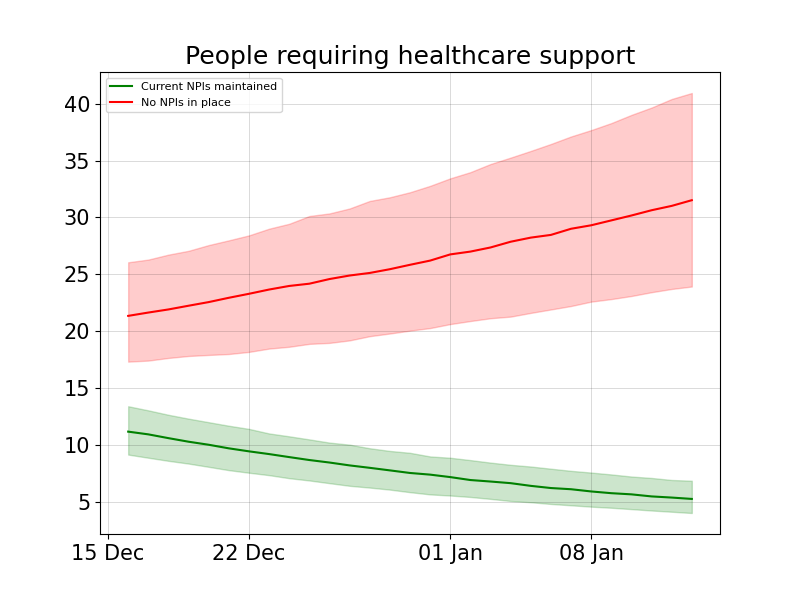 People requiring healthcare support
Current NPIs maintained
No NPIs in place
40
35
30
25
20
15
10
5
15 Dec 22 Dec 01 Jan 08 Jan